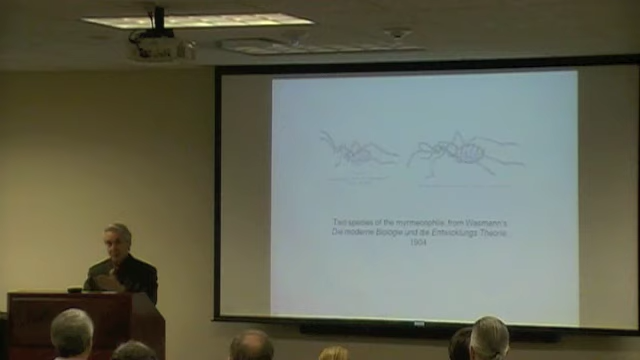 Two species of the myrmecophile, from Wasmann's
Die moderne Biologie und die Entwicklungs Theorie.
1904